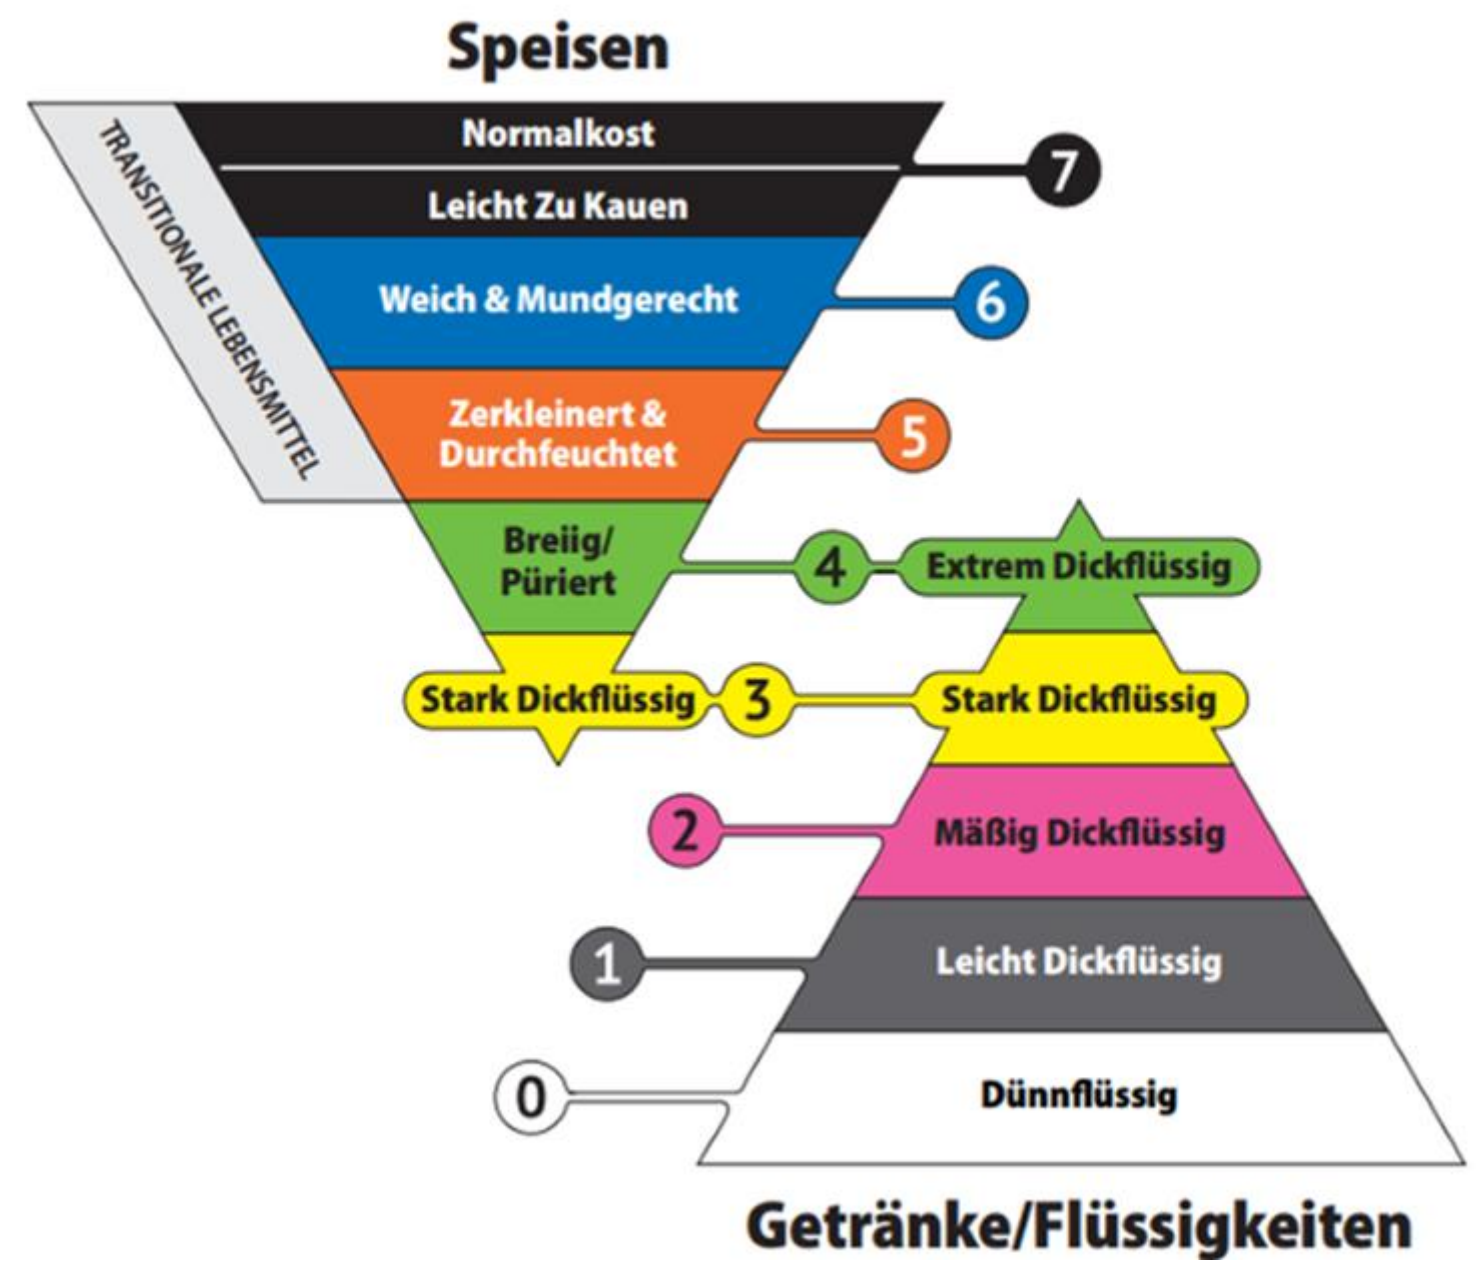 Speisen
TRANSITIONALE LEBENSMITTEL
Normalkost
7
Leicht Zu Kauen
Weich & Mundgerecht
6
Zerkleinert &
Durchfeuchtet
5
Breiig/
Püriert
4
Extrem Dickflüssig
Stark Dickflüssig
3
Stark Dickflüssig
2
Mäßig Dickflüssig
1
Leicht Dickflüssig
0
Dünnflüssig
Getränke/Flüssigkeiten